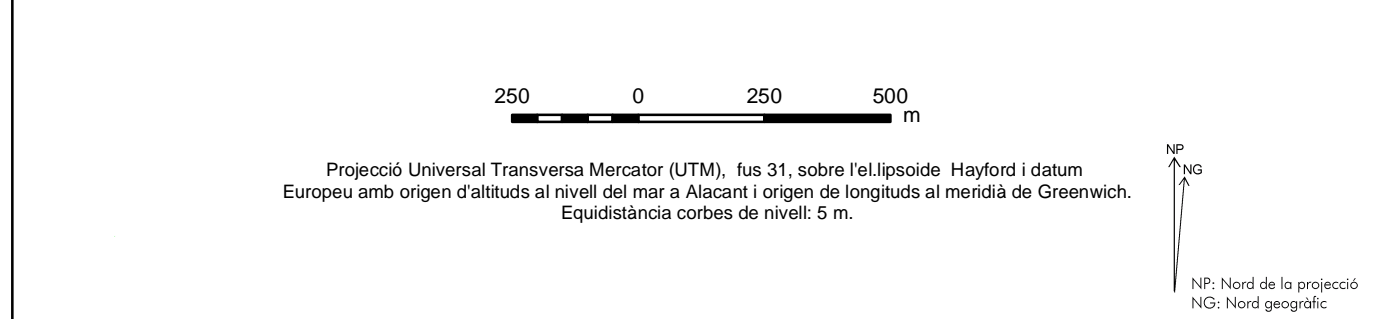 250 0 250 500
m
Projecció Universal Transversa Mercator (UTM), fus 31, sobre l'el.lipsoide Hayford i datum
Europeu amb origen d'altituds al nivell del mar a Alacant i origen de longituds al meridià de Greenwich.
Equidistància corbes de nivell: 5 m.
NP
NG
NP: Nord de la projecció
NG: Nord geogràfic